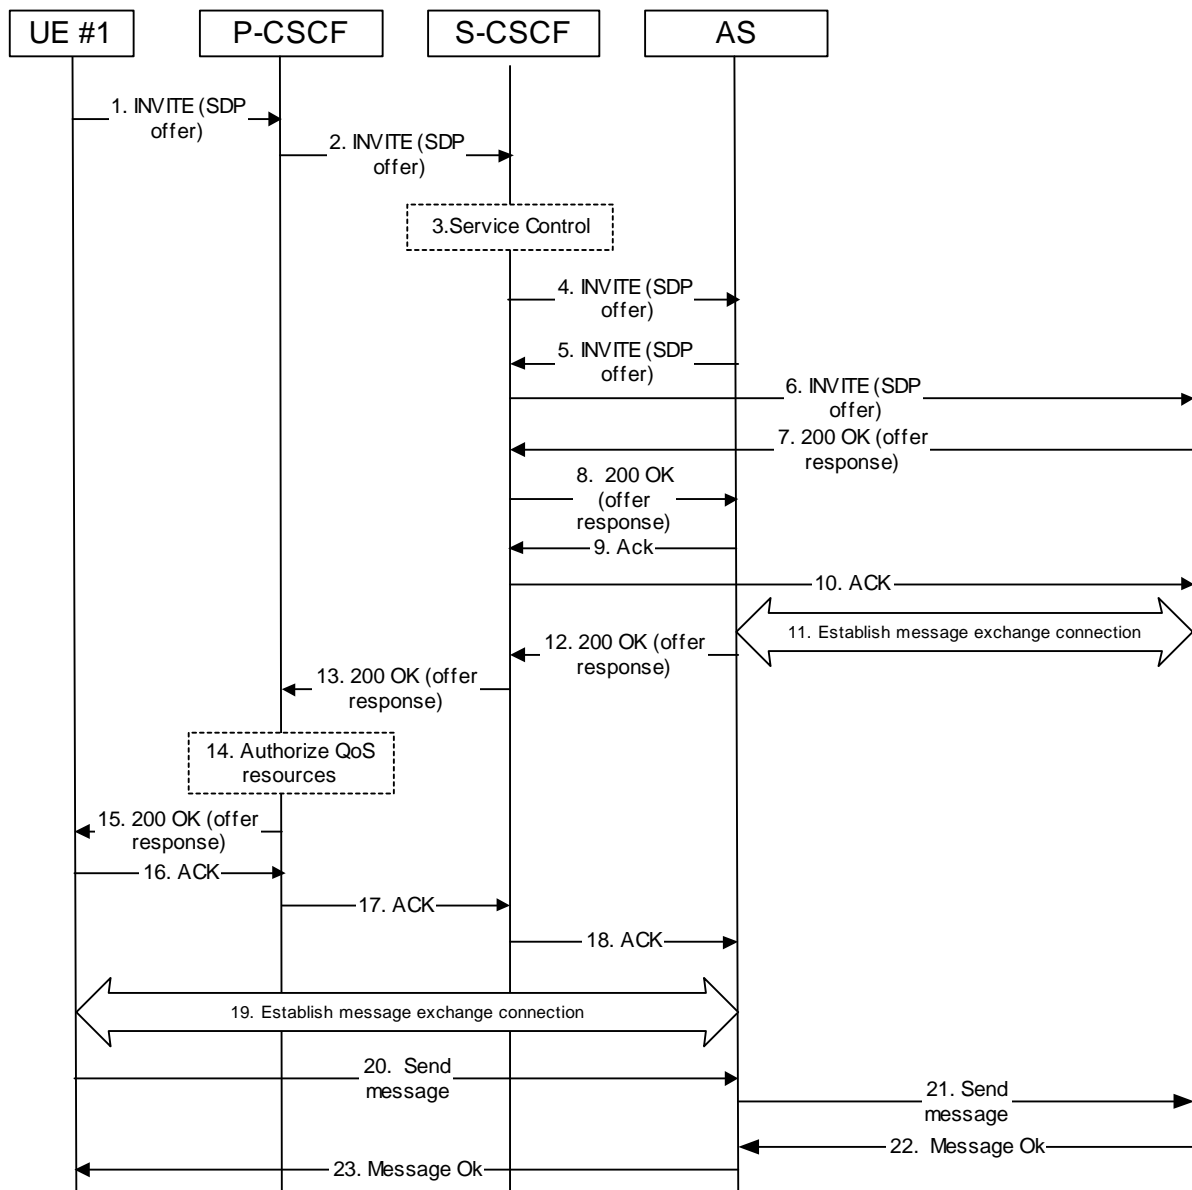 UE #1
P-CSCF
S-CSCF
AS
1. INVITE (SDP
offer)
2. INVITE (SDP
offer)
3.Service Control
4. INVITE (SDP
offer)
5. INVITE (SDP
offer)
6. INVITE (SDP
offer)
7. 200 OK (offer
response)
8. 200 OK
(offer
response)
9. Ack
10. ACK
11. Establish message exchange connection
12. 200 OK (offer
response)
13. 200 OK (offer
response)
14. Authorize QoS
resources
15. 200 OK (offer
response)
16. ACK
17. ACK
18. ACK
19. Establish message exchange connection
20. Send
message
21. Send
message
22. Message Ok
23. Message Ok